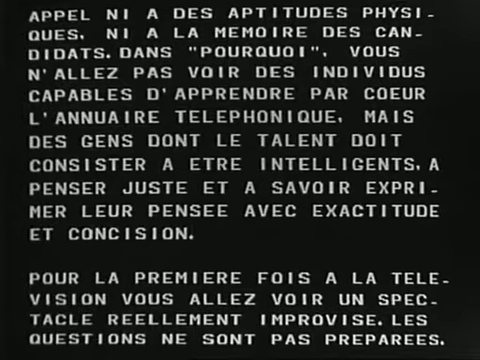 APPEL NI A DES APTITUDES PHYSI-
QUES, NI A LA MEMOIRE DES CAN-
DIDATS. DANS "POURQUOI", VOUS
N'ALLEZ PAS VOIR DES INDIVIDUS
CAPABLES D'APPRENDRE PAR COEUR
L'ANNUAIRE TELEPHONIQUE, MAIS
DES GENS DONT LE TALENT DOIT
CONSISTER A ETRE INTELLIGENTS, A
PENSER JUSTE ET A SAVOIR EXPRI-
MER LEUR PENSEE AVEC EXACTITUDE
ET CONCISION.
POUR LA PREMIERE FOIS A LA TELE-
VISION VOUS ALLEZ VOIR UN SPEC-
TACLE REELLEMENT IMPROVISE. LES
QUESTIONS NE SONT PAS PREPAREES.